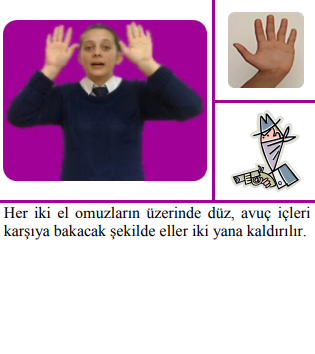 Her iki el omuzların üzerinde düz, avuç içleri
karşıya bakacak şekilde eller iki yana kaldırılır.